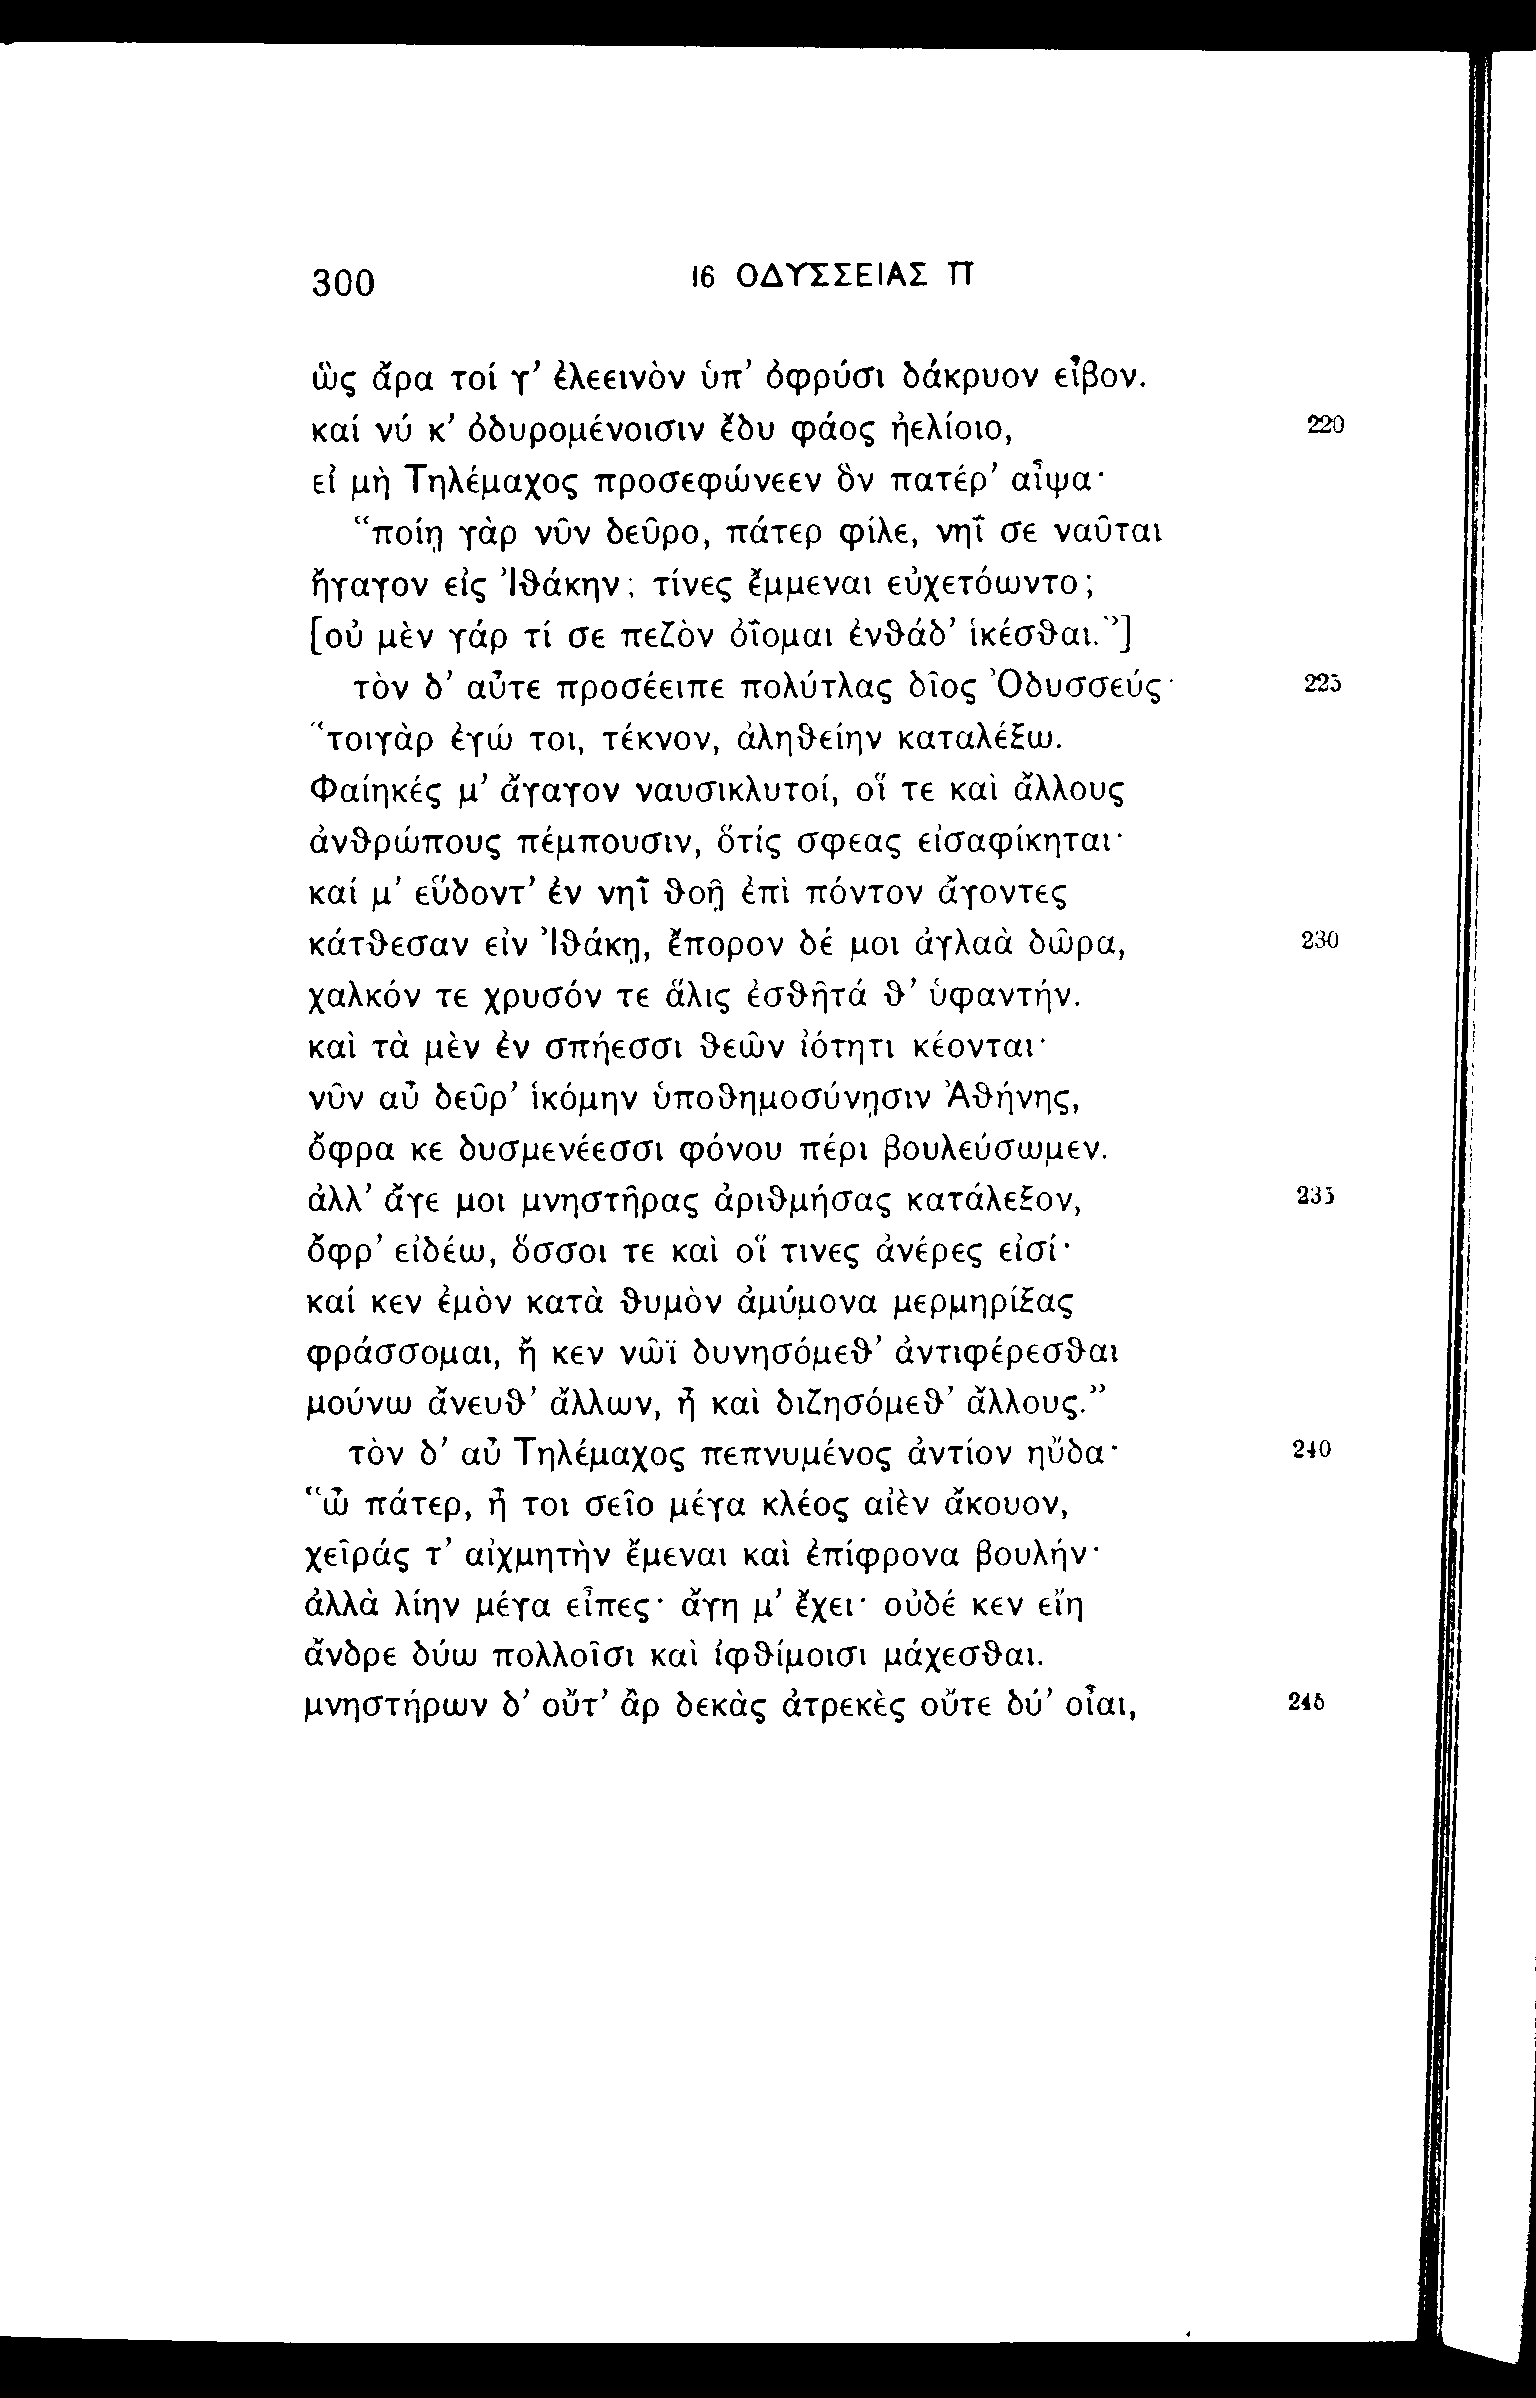 300 16 ΟΔΥΣΣΕΙΑΣ Π
ὣς ἄρα τοί γ’ ἐλεεινὸν ὑπ’ ὀφρύσι δάκρυον εἶβον.
καί νύ κ’ ὀδυρομένοισιν ἔδυ φάος ἠελίοιο, 220
εἰ μὴ Τηλέμαχος προσεφώνεεν ὃν πατέρ’ αἶψα·
“ποίῃ γὰρ νῦν δεῦρο, πάτερ φίλε, νηῒ σε ναῦται
ἤγαγον εἰς Ἰθάκην; τίνες ἔμμεναι εὐχετόωντο;
[οὐ μὲν γάρ τί σε πεζὸν ὀΐομαι ἐνθάδ’ ἱκέσθαι.”]
τὸν δ’ αὖτε προσέειπε πολύτλας δῖος Ὀδυσσεύς· 225
“τοιγὰρ ἐγώ τοι, τέκνον, ἀληθείην καταλέξω.
Φαίηκές μ’ ἄγαγον ναυσικλυτοί, οἵ τε καὶ ἄλλους
ἀνθρώπους πέμπουσιν, ὅτίς σφεας εἰσαφίκηται·
καί μ’ εὕδοντ’ ἐν νηῒ θοῇ ἐπὶ πόντον ἄγοντες
κάτθεσαν εἰν Ἰθάκῃ, ἔπορον δέ μοι ἀγλαὰ δῶρα, 230
χαλκόν τε χρυσόν τε ἅλις ἐσθῆτά θ’ ὑφαντήν.
καὶ τὰ μὲν ἐν σπήεσσι θεῶν ἰότητι κέονται·
νῦν αὖ δεῦρ’ ἱκόμην ὑποθημοσύνῃσιν Ἀθήνης,
ὄφρα κε δυσμενέεσσι φόνου πέρι βουλεύσωμεν.
ἀλλ’ ἄγε μοι μνηστῆρας ἀριθμήσας κατάλεξον, 235
ὄφρ’ εἰδέω, ὅσσοι τε καὶ οἵ τινες ἀνέρες εἰσί·
καί κεν ἐμὸν κατὰ θυμὸν ἀμύμονα μερμηρίξας
φράσσομαι, ἤ κεν νῶϊ δυνησόμεθ’ ἀντιφέρεσθαι
μούνω ἄνευθ’ ἄλλων, ἦ καὶ διζησόμεθ’ ἄλλους.”
τὸν δ’ αὖ Τηλέμαχος πεπνυμένος ἀντίον ηὔδα· 240
“ὦ πάτερ, ἦ τοι σεῖο μέγα κλέος αἰὲν ἄκουον,
χεῖράς τ’ αἰχμητὴν ἔμεναι καὶ ἐπίφρονα βουλήν·
ἀλλὰ λίην μέγα εἶπες· ἄγη μ’ ἔχει· οὐδέ κεν εἴη
ἄνδρε δύω πολλοῖσι καὶ ἰφθίμοισι μάχεσθαι.
μνηστήρων δ’ οὔτ’ ἂρ δεκὰς ἀτρεκὲς οὔτε δύ’ οἶαι, 245